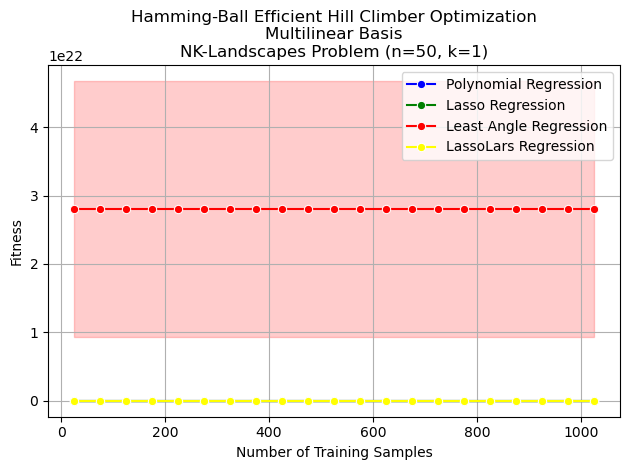 Hamming-Ball Efficient Hill Climber Optimization
Multilinear Basis
NK-Landscapes Problem (n=50, k=1)
1e22
Polynomial Regression
Lasso Regression
Least Angle Regression
LassoLars Regression
4
3
2
1
0
Fitness
0 200 400 600 800 1000
Number of Training Samples